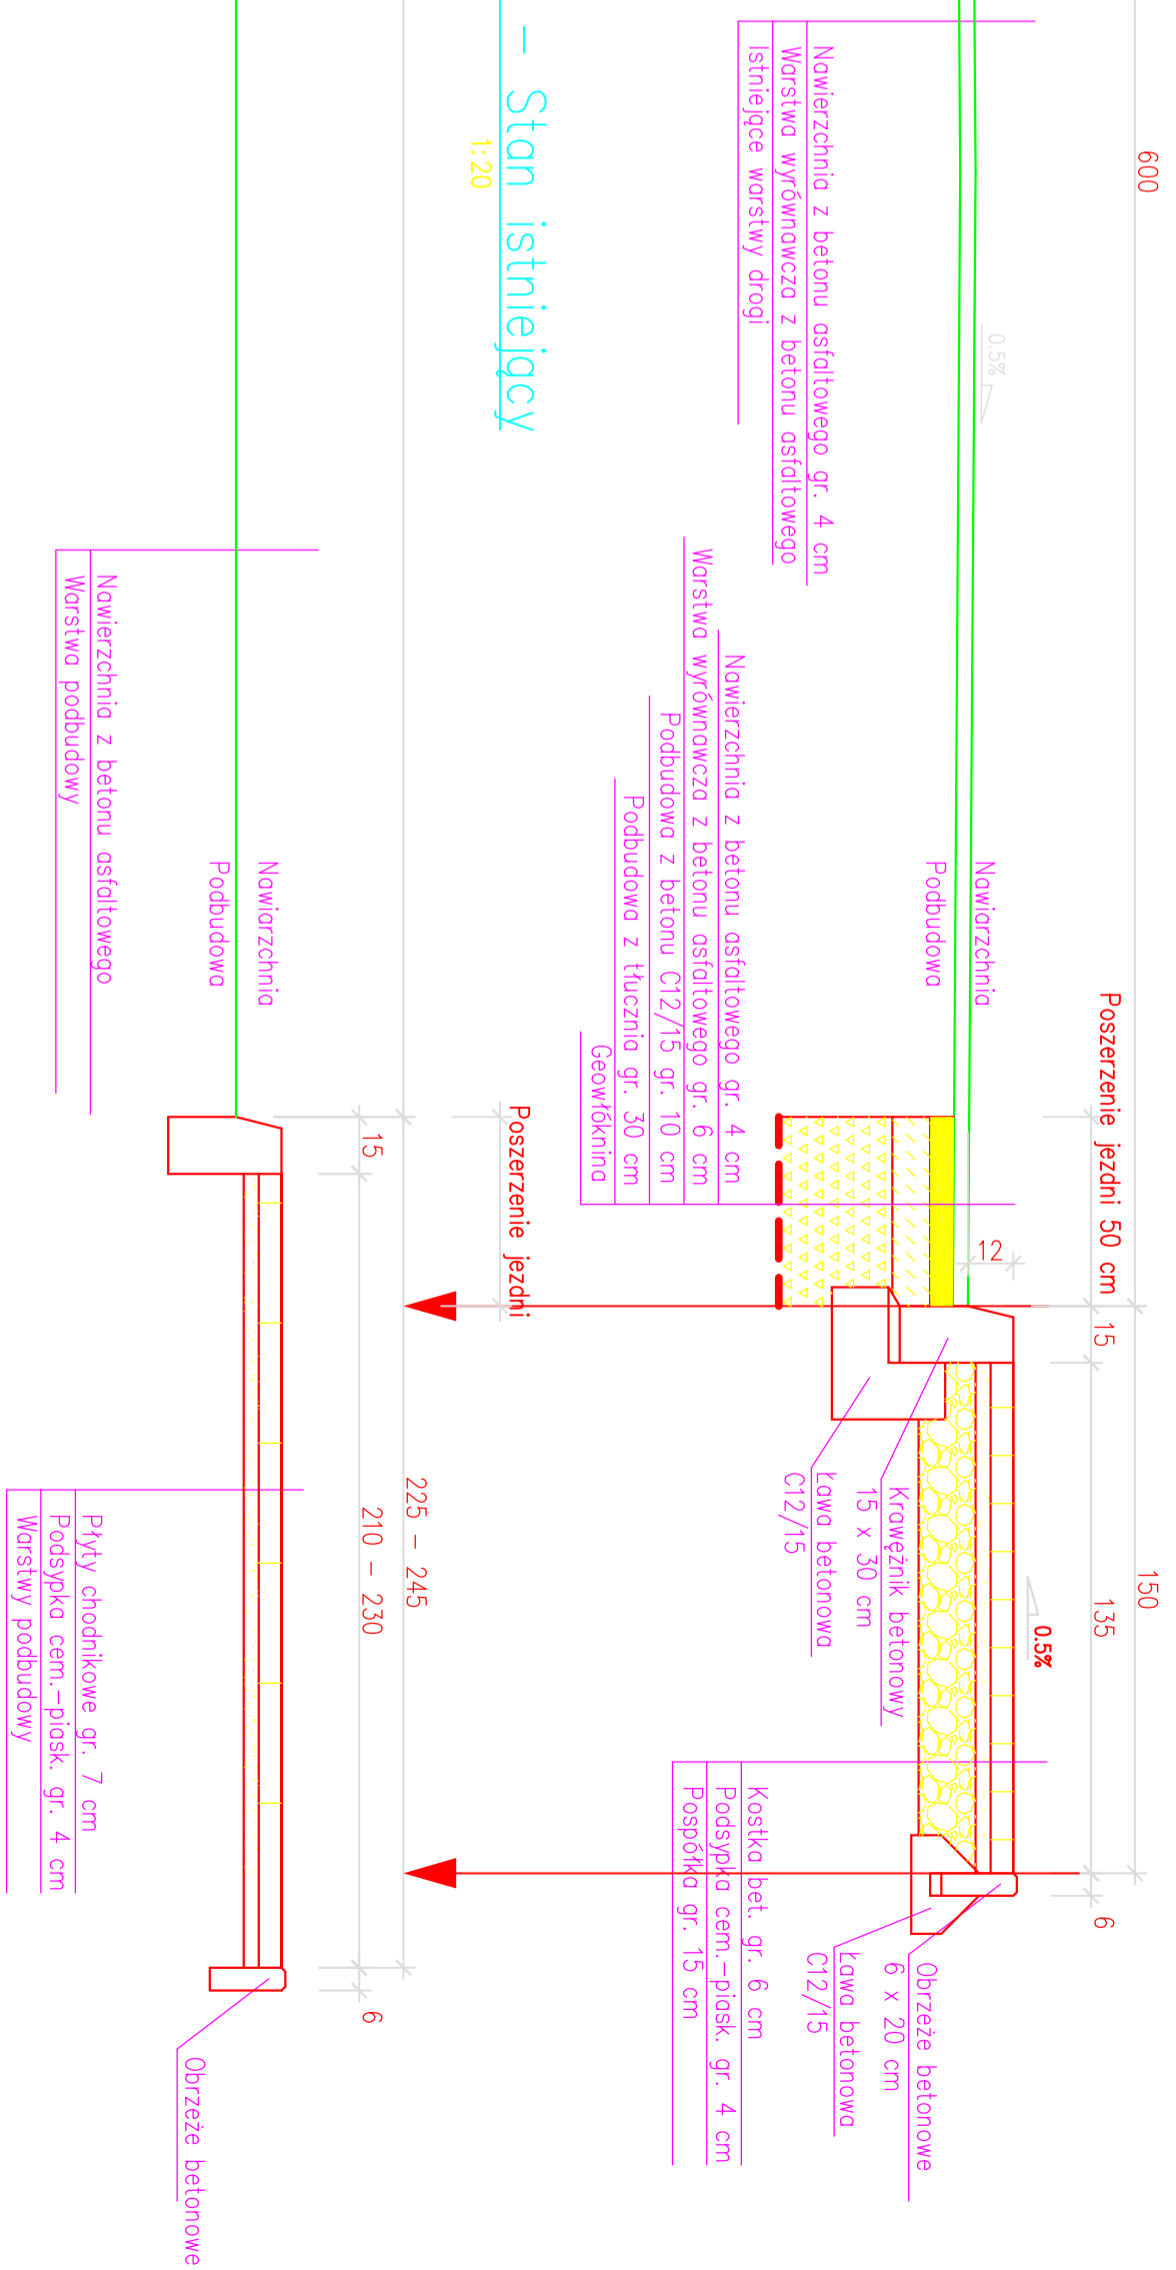 600
150
Poszerzenie jezdni 50 cm
15
135
6
0.5%
0.5%
12
Nawiarzchnia
Podbudowa
Nawierzchnia z betonu asfaltowego gr. 4 cm
Warstwa wyrównawcza z betonu asfaltowego
Istniejące warstwy drogi
Nawierzchnia z betonu asfaltowego gr. 4 cm
Warstwa wyrównawcza z betonu asfaltowego gr. 6 cm
Podbudowa z betonu C12/15 gr. 10 cm
Podbudowa z tłucznia gr. 30 cm
Geowłóknina
Krawężnik betonowy
15 x 30 cm
Ława betonowa
C12/15
Kostka bet. gr. 6 cm
Podsypka cem.-piask. gr. 4 cm
Pospółka gr. 15 cm
Obrzeże betonowe
6 x 20 cm
Ława betonowa
C12/15
- Stan istniejący
1:20
Poszerzenie jezdni
225 - 245
15
210 - 230
6
Nawiarzchnia
Podbudowa
Nawierzchnia z betonu asfaltowego
Warstwa podbudowy
Płyty chodnikowe gr. 7 cm
Podsypka cem.-piask. gr. 4 cm
Warstwy podbudowy
Obrzeże betonowe